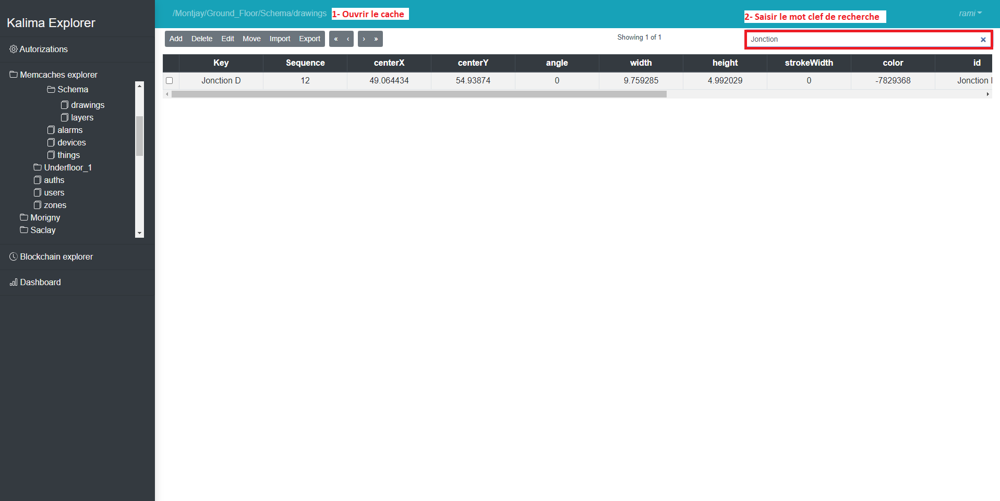 Kalima Explorer
Autorizations
Memcaches explorer
Schema
drawings
layers
alarms
devices
things
Underfloor_1
auths
users
zones
Morigny
Saclay
Blockchain explorer
Dashboard
/Montjay/Ground_Floor/Schema/drawings 1- Ouvrir le cache
2- Saisir le mot clef de recherche
rami
Add Delete Edit Move Import Export « ‹ › »
Showing 1 of 1
Jonction ×
Key Sequence centerX centerY angle width height strokeWidth color id
Jonction D 12 49.064434 54.93874 0 9.759285 4.992029 0 -7829368 Jonction